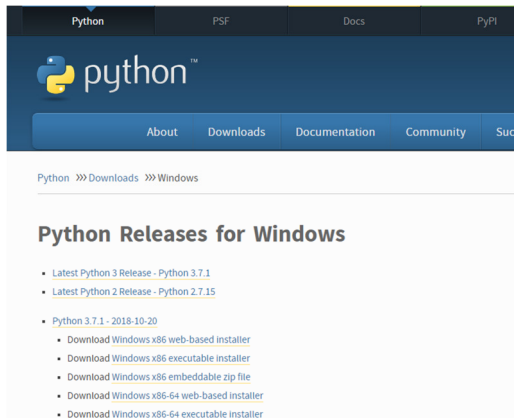 Python PSF Docs PyPI
python™
About Downloads Documentation Community Suc
Python >>> Downloads >>> Windows
Python Releases for Windows
Latest Python 3 Release - Python 3.7.1
Latest Python 2 Release - Python 2.7.15
Python 3.7.1 - 2018-10-20
Download Windows x86 web-based installer
Download Windows x86 executable installer
Download Windows x86 embeddable zip file
Download Windows x86-64 web-based installer
Download Windows x86-64 executable installer